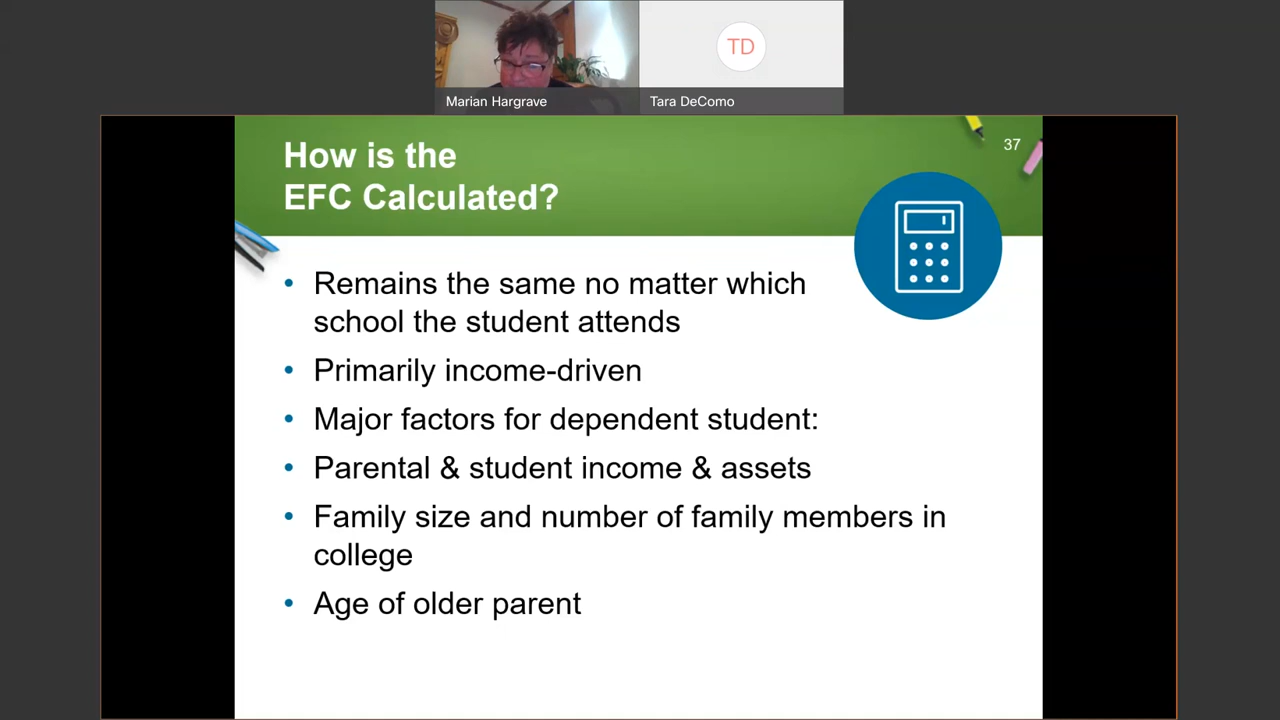 TD
Marian Hargrave
Tara DeComo
How is the
EFC Calculated?
37
• Remains the same no matter which
school the student attends
• Primarily income-driven
• Major factors for dependent student:
• Parental & student income & assets
• Family size and number of family members in
college
• Age of older parent